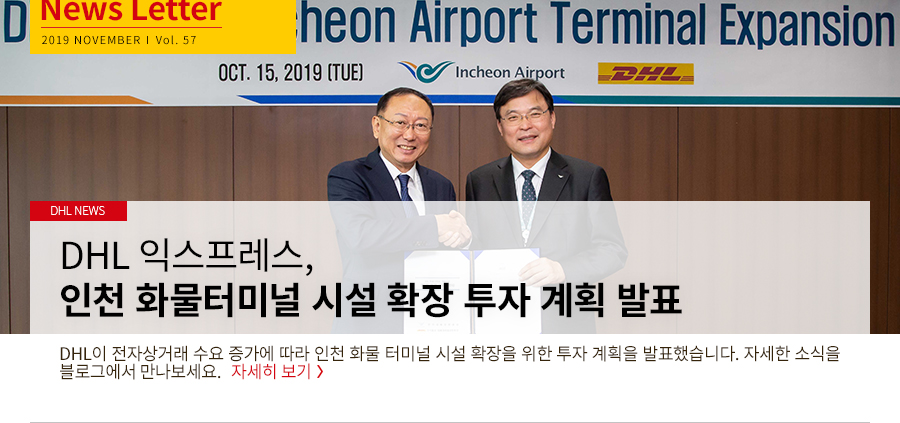 News Letter
2019 NOVEMBER I Vol. 57
D cheon Airport Terminal Expansion
OCT. 15, 2019 (TUE) Incheon Airport DHL
DHL NEWS
DHL 익스프레스,
인천 화물터미널 시설 확장 투자 계획 발표
DHL이 전자상거래 수요 증가에 따라 인천 화물 터미널 시설 확장을 위한 투자 계획을 발표했습니다. 자세한 소식을
블로그에서 만나보세요. 자세히 보기 >